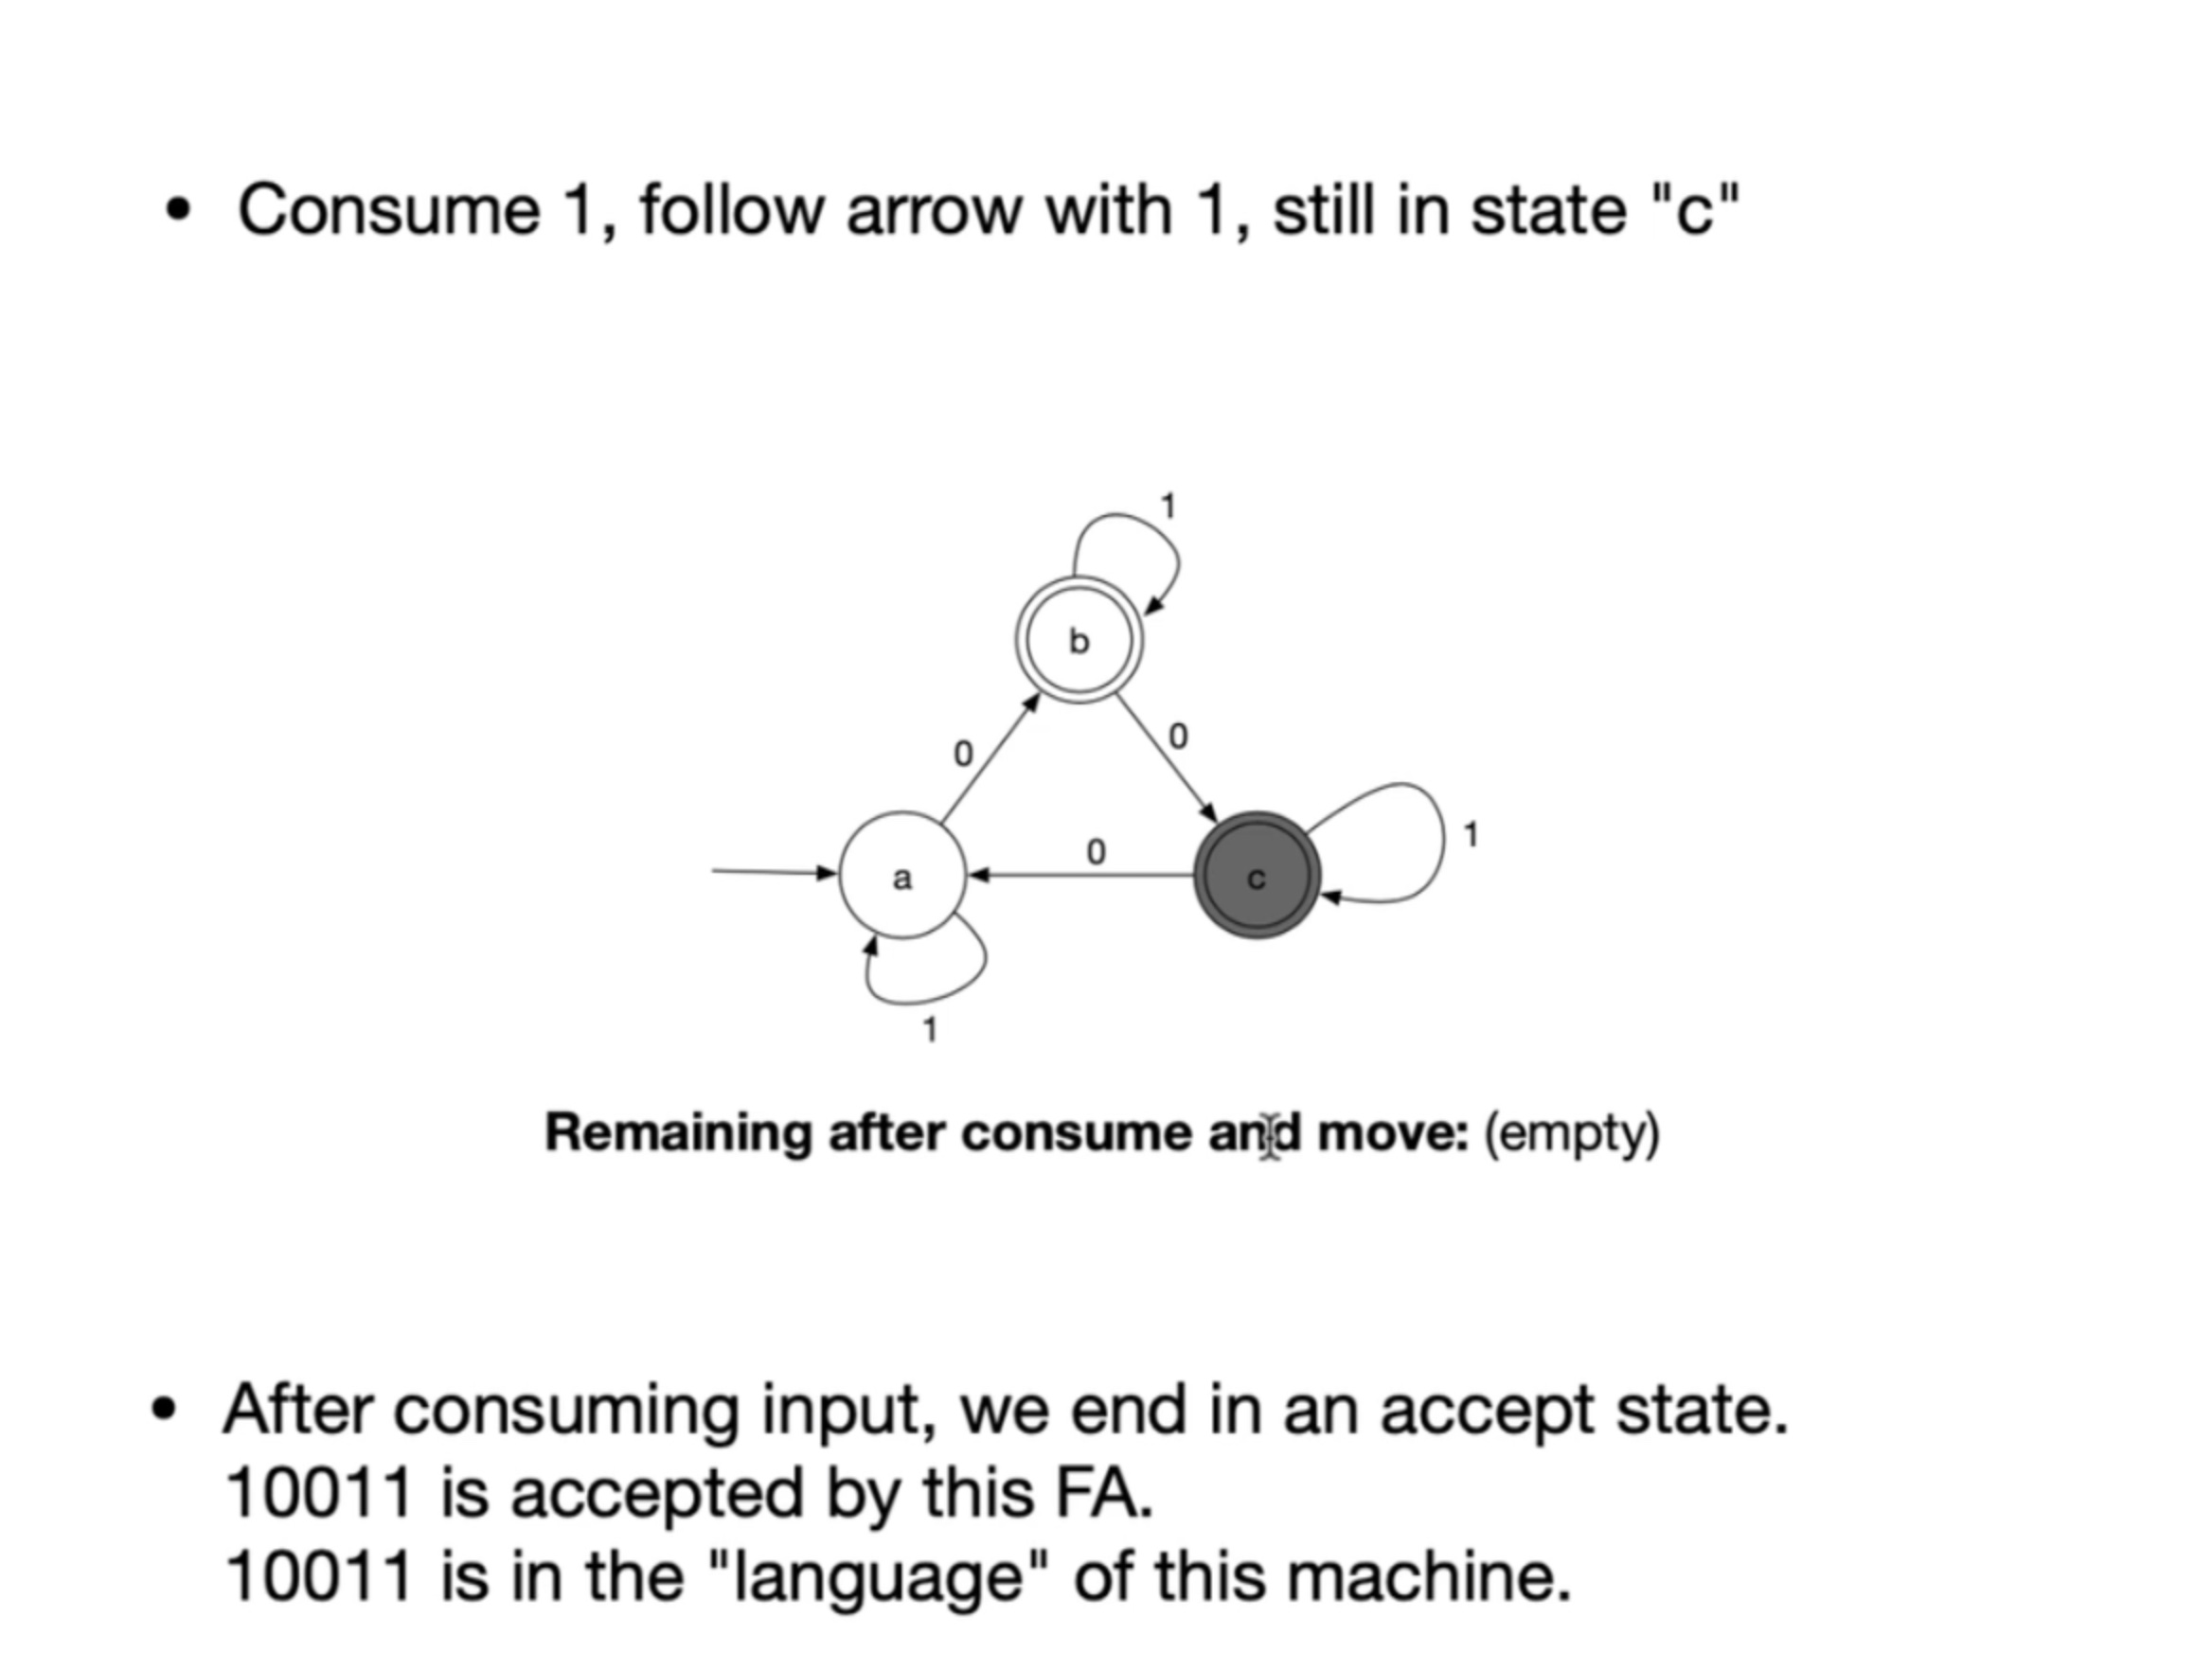 • Consume 1, follow arrow with 1, still in state "c"
1
b
0
0
1
0
a
c
1
Remaining after consume and move: (empty)
• After consuming input, we end in an accept state.
10011 is accepted by this FA.
10011 is in the "language" of this machine.